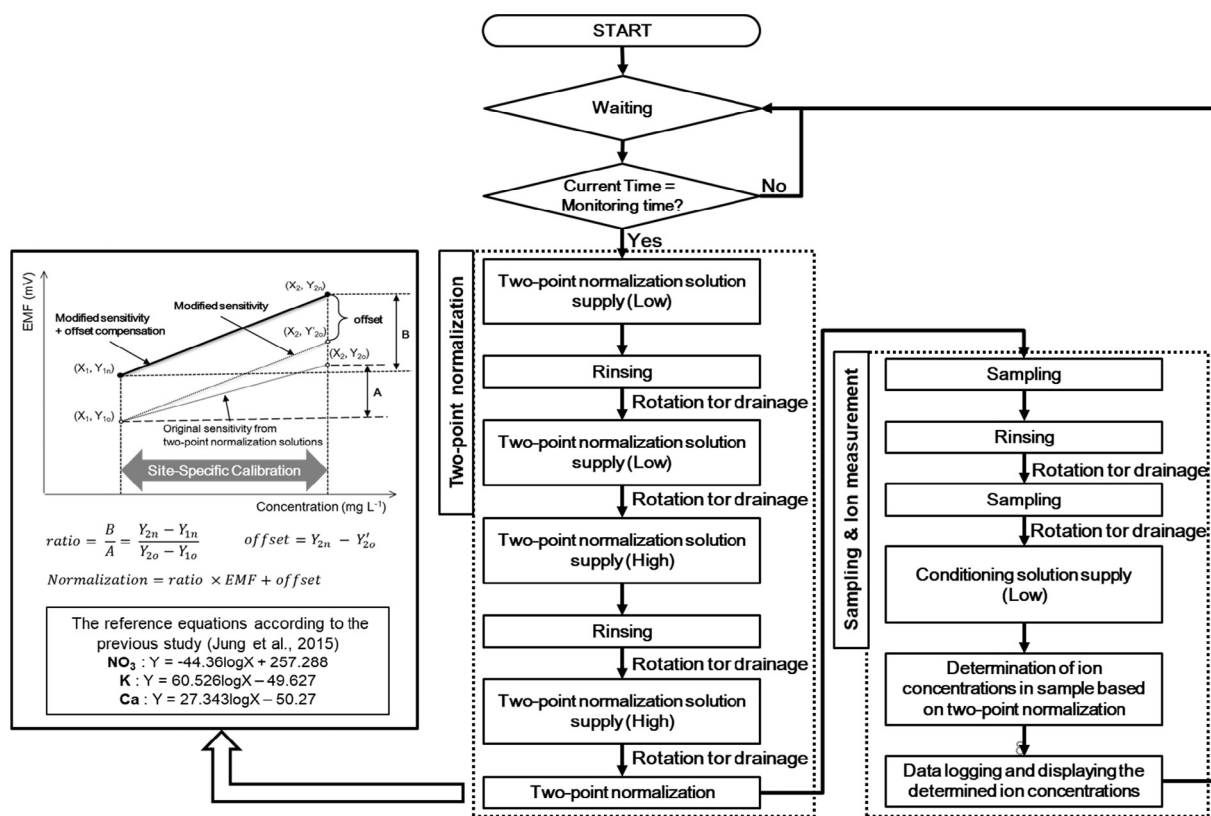 START
Waiting
Current Time =
Monitoring time?
No
Yes
Two-point normalization
Two-point normalization solution
supply (Low)
Rinsing
Rotation tor drainage
Two-point normalization solution
supply (Low)
Rotation tor drainage
Two-point normalization solution
supply (High)
Rinsing
Rotation tor drainage
Two-point normalization solution
supply (High)
Rotation tor drainage
Two-point normalization
Sampling & Ion measurement
Sampling
Rinsing
Rotation tor drainage
Sampling
Rotation tor drainage
Conditioning solution supply
(Low)
Determination of ion
concentrations in sample based
on two-point normalization
8
Data logging and displaying the
determined ion concentrations
EMF (mV)
(X₂, Y₂ₙ)
Modified sensitivity
Modified sensitivity
+ offset compensation
offset
B
(X₂, Y'₂ₒ)
(X₂, Y₂ₒ)
(X₁, Y₁ₙ)
A
(X₁, Y₁ₒ)
Original sensitivity from
two-point normalization solutions
Site-Specific Calibration
Concentration (mg L⁻¹)
ratio = B/A = (Y₂ₙ − Y₁ₙ)/(Y₂ₒ − Y₁ₒ) offset = Y₂ₙ − Y′₂ₒ
Normalization = ratio × EMF + offset
The reference equations according to the
previous study (Jung et al., 2015)
NO₃ : Y = -44.36logX + 257.288
K : Y = 60.526logX − 49.627
Ca : Y = 27.343logX − 50.27